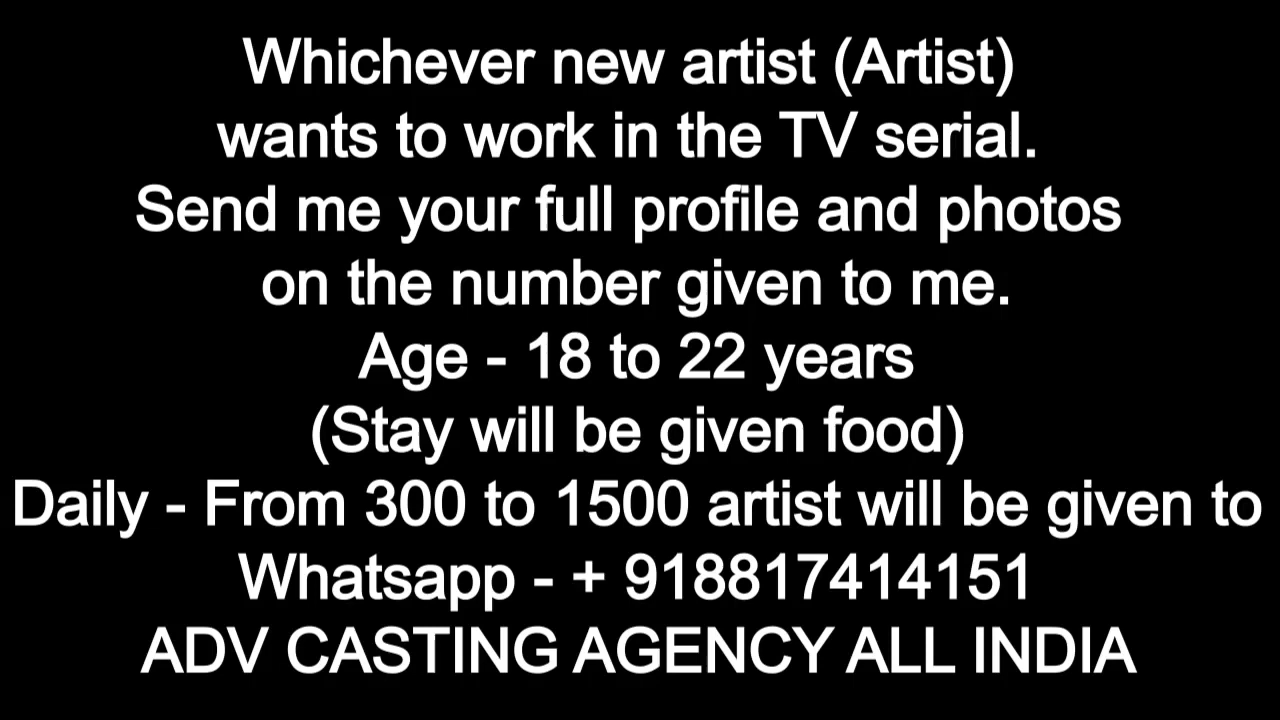 Whichever new artist (Artist)
wants to work in the TV serial.
Send me your full profile and photos
on the number given to me.
Age - 18 to 22 years
(Stay will be given food)
Daily - From 300 to 1500 artist will be given to
Whatsapp - + 918817414151
ADV CASTING AGENCY ALL INDIA